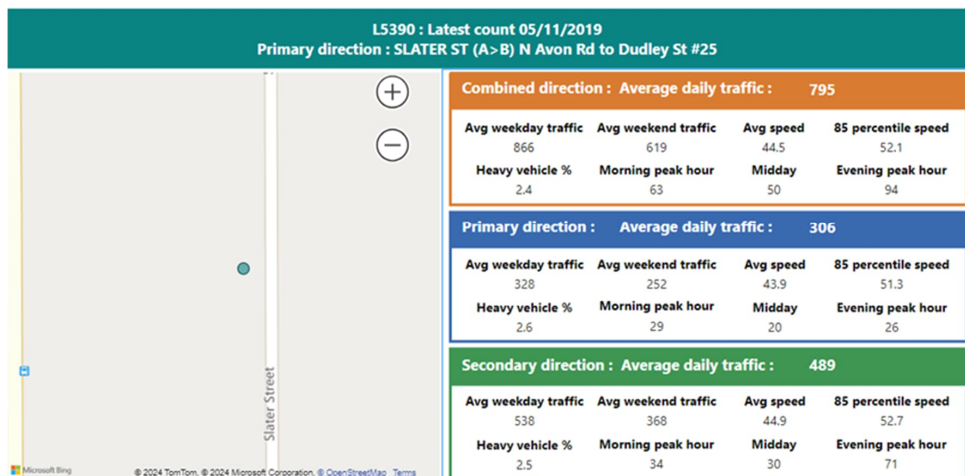 L5390 : Latest count 05/11/2019
Primary direction : SLATER ST (A>B) N Avon Rd to Dudley St #25
Combined direction : Average daily traffic : 795
Avg weekday traffic Avg weekend traffic Avg speed 85 percentile speed
866 619 44.5 52.1
Heavy vehicle % Morning peak hour Midday Evening peak hour
2.4 63 50 94
Primary direction : Average daily traffic : 306
Avg weekday traffic Avg weekend traffic Avg speed 85 percentile speed
328 252 43.9 51.3
Heavy vehicle % Morning peak hour Midday Evening peak hour
2.6 29 20 26
Secondary direction : Average daily traffic : 489
Avg weekday traffic Avg weekend traffic Avg speed 85 percentile speed
538 368 44.9 52.7
Heavy vehicle % Morning peak hour Midday Evening peak hour
2.5 34 30 71
Slater Street
Microsoft Bing
© 2024 TomTom, © 2024 Microsoft Corporation, © OpenStreetMap Terms